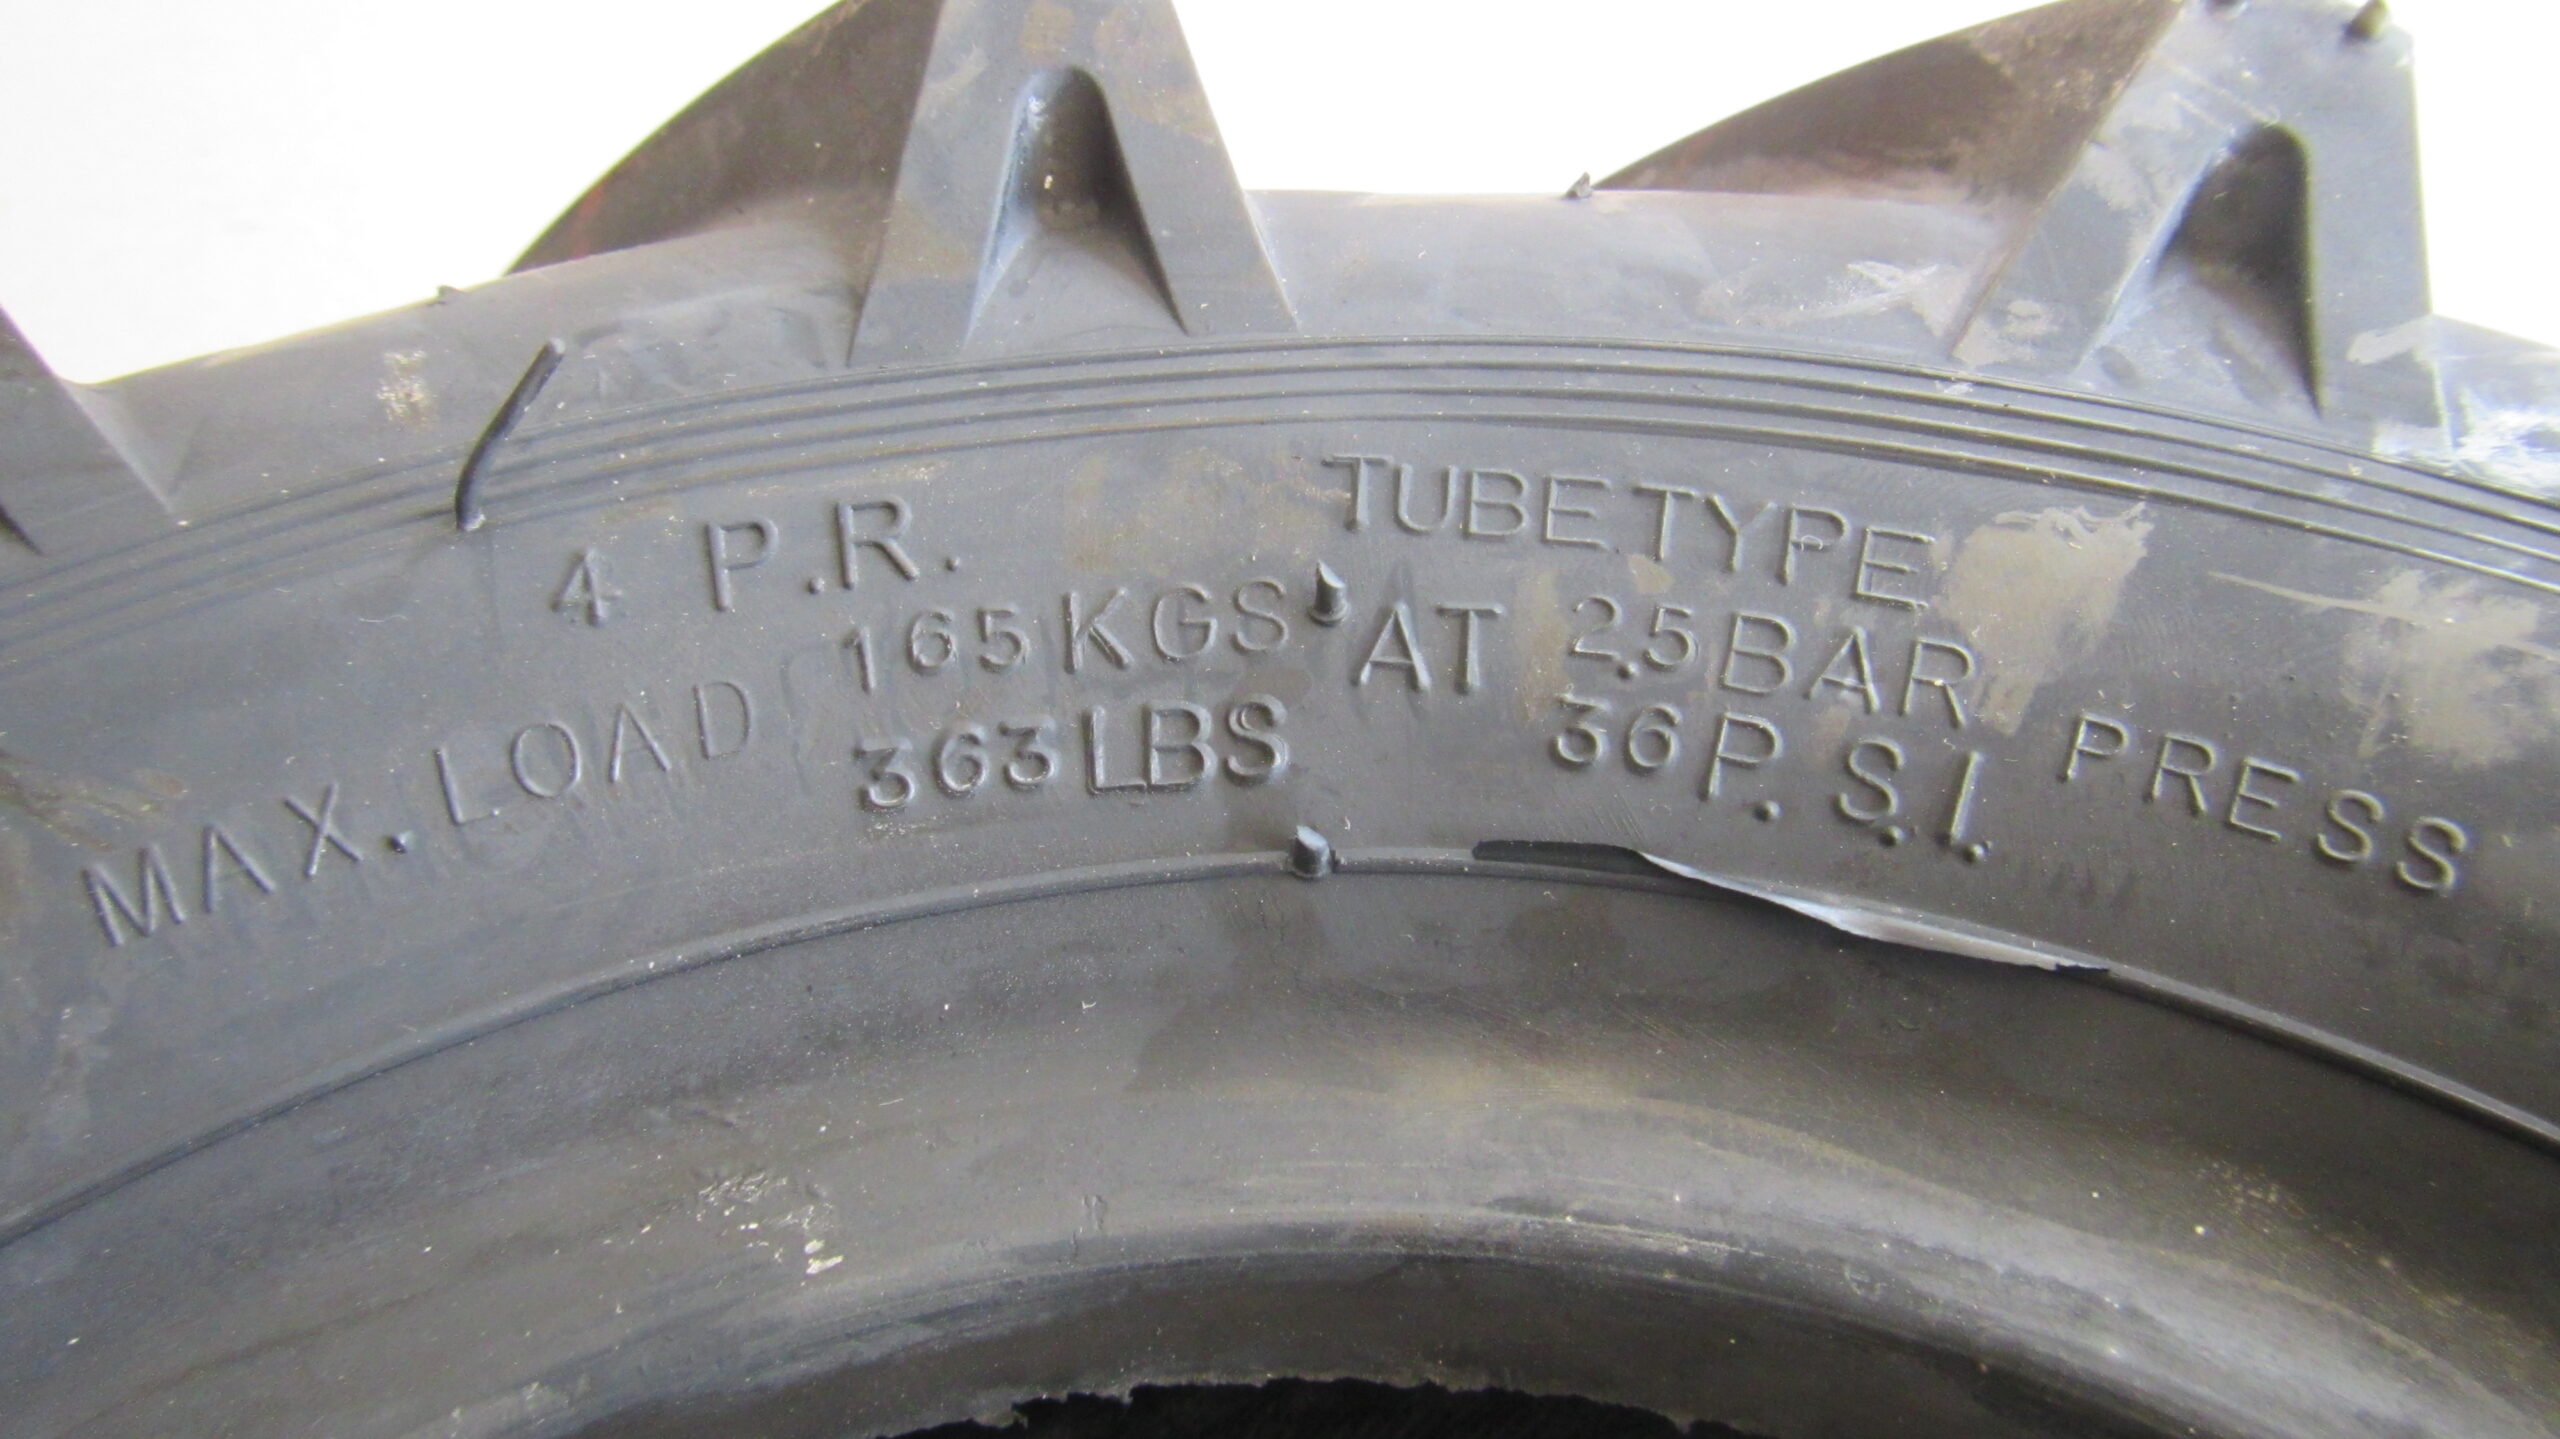 4 P.R. TUBE TYPE
MAX. LOAD 165 KGS AT 2.5 BAR PRESS
363 LBS 36 P.S.I.